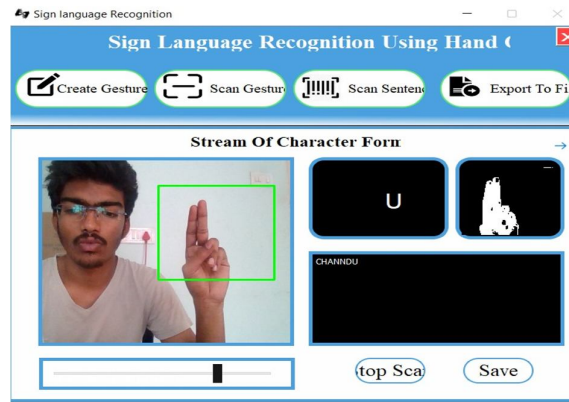 Sign language Recognition
Sign Language Recognition Using Hand (
Create Gesture
Scan Gestur
Scan Senten
Export To Fi
Stream Of Character Form
U
CHANNDU
top Sca
Save